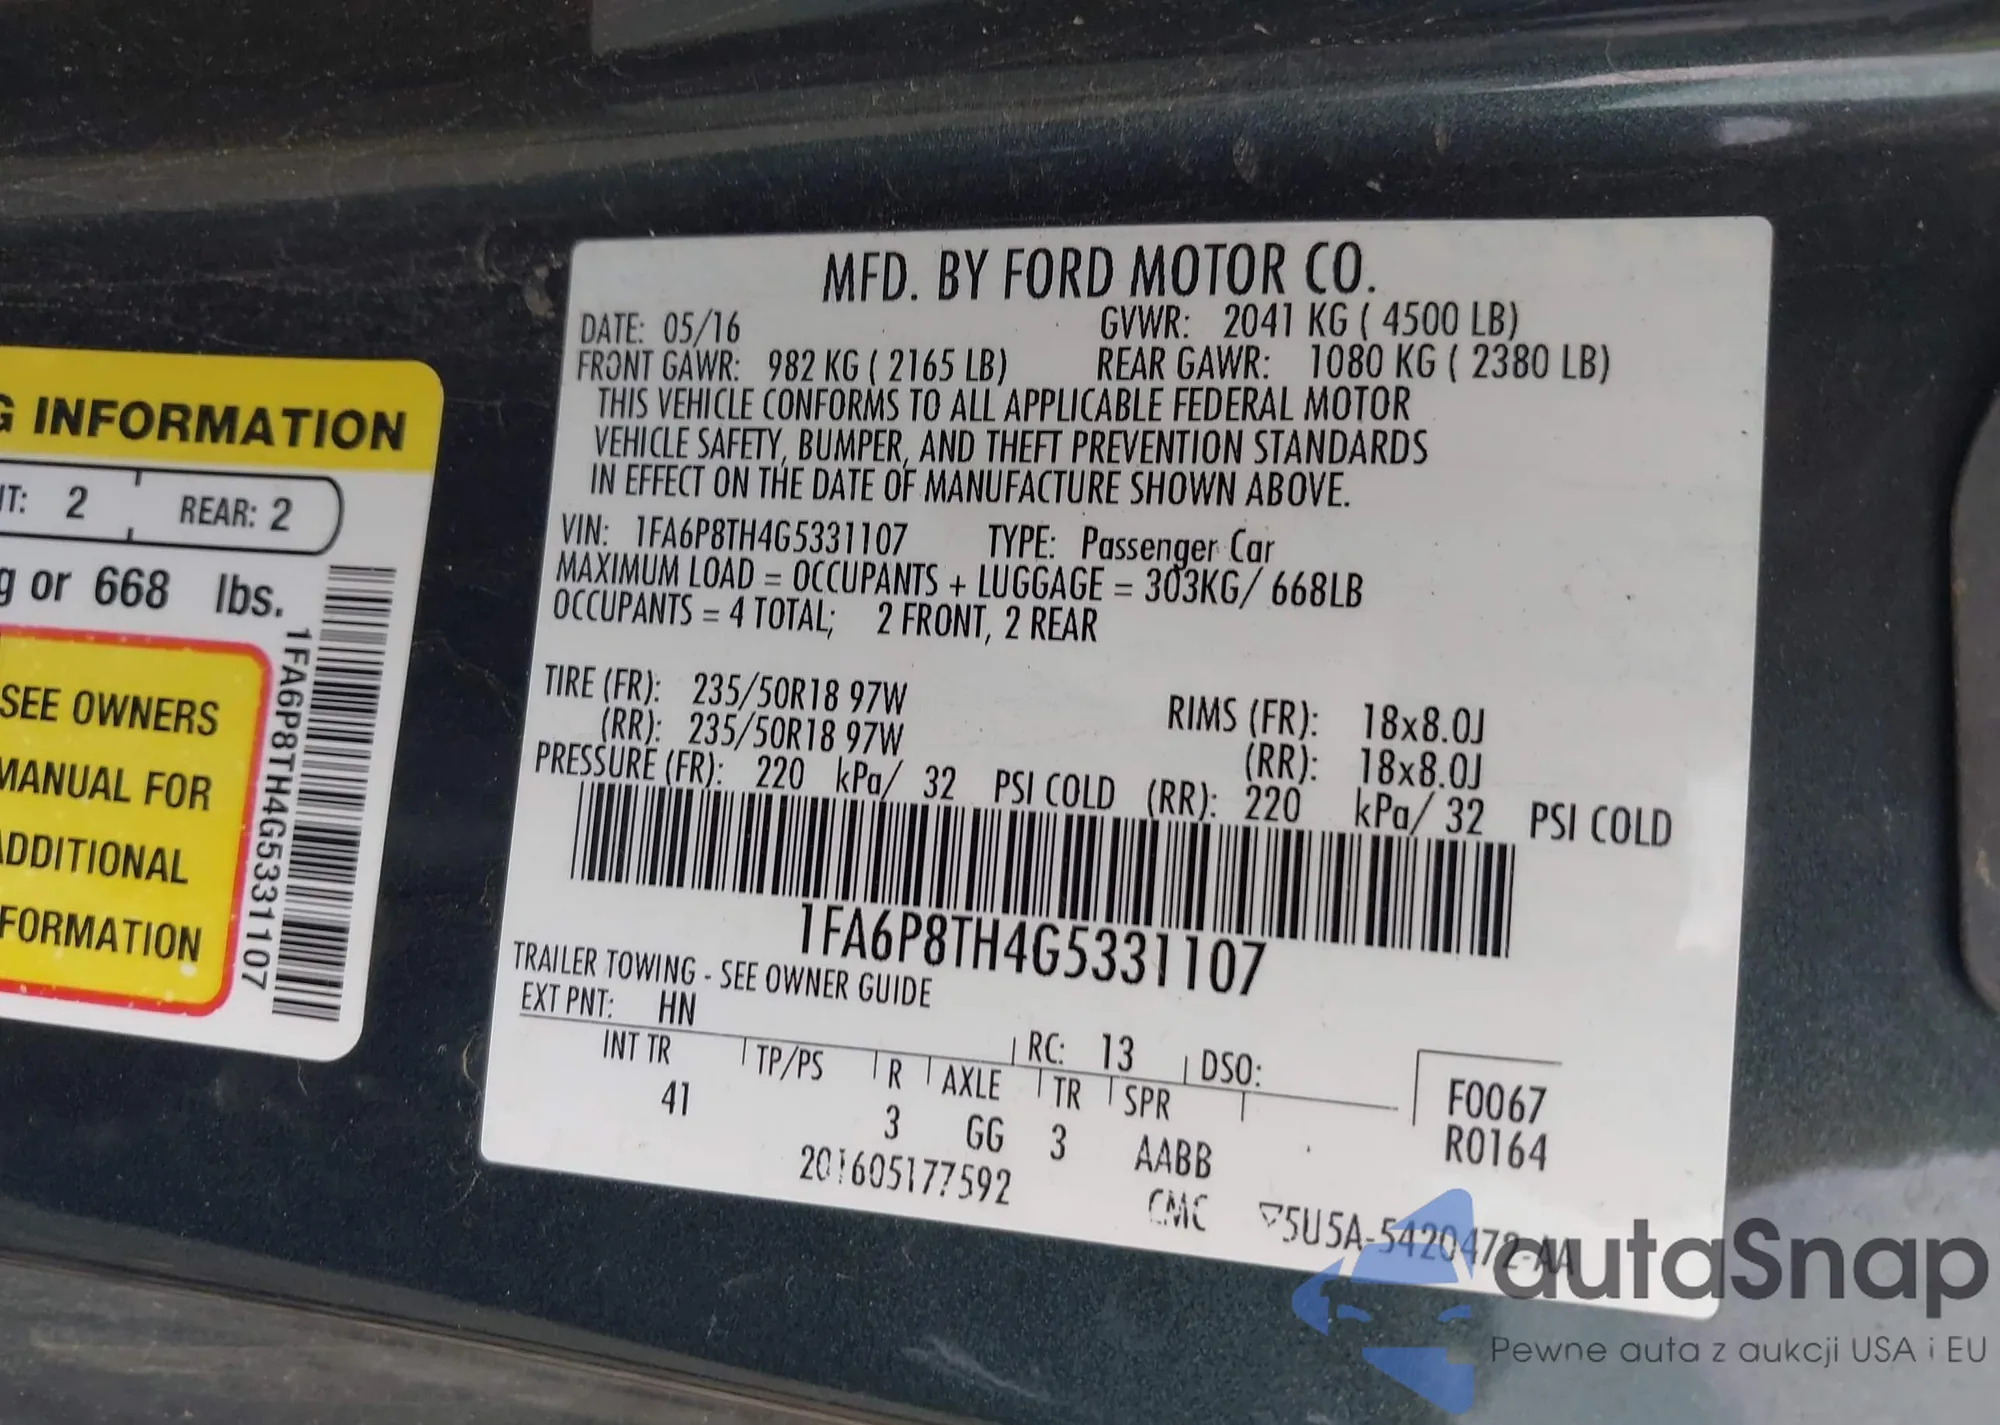 G INFORMATION
NT: 2 REAR: 2
g or 668 lbs.
SEE OWNERS
MANUAL FOR
ADDITIONAL
FORMATION
1FA6P8TH4G5331107
MFD. BY FORD MOTOR CO.
DATE: 05/16 GVWR: 2041 KG ( 4500 LB)
FRONT GAWR: 982 KG ( 2165 LB) REAR GAWR: 1080 KG ( 2380 LB)
THIS VEHICLE CONFORMS TO ALL APPLICABLE FEDERAL MOTOR
VEHICLE SAFETY, BUMPER, AND THEFT PREVENTION STANDARDS
IN EFFECT ON THE DATE OF MANUFACTURE SHOWN ABOVE.
VIN: 1FA6P8TH4G5331107 TYPE: Passenger Car
MAXIMUM LOAD = OCCUPANTS + LUGGAGE = 303KG/ 668LB
OCCUPANTS = 4 TOTAL; 2 FRONT, 2 REAR
TIRE (FR): 235/50R18 97W RIMS (FR): 18x8.0J
(RR): 235/50R18 97W (RR): 18x8.0J
PRESSURE (FR): 220 kPa/ 32 PSI COLD (RR): 220 kPa/ 32 PSI COLD
1FA6P8TH4G5331107
TRAILER TOWING - SEE OWNER GUIDE
EXT PNT: HN RC: 13 DSO:
INT TR TP/PS R AXLE TR SPR
41 3 GG 3 AABB
F0067
R0164
201605177592 CMC 5U5A-5420472-AA
autaSnap
Pewne auta z aukcji USA i EU